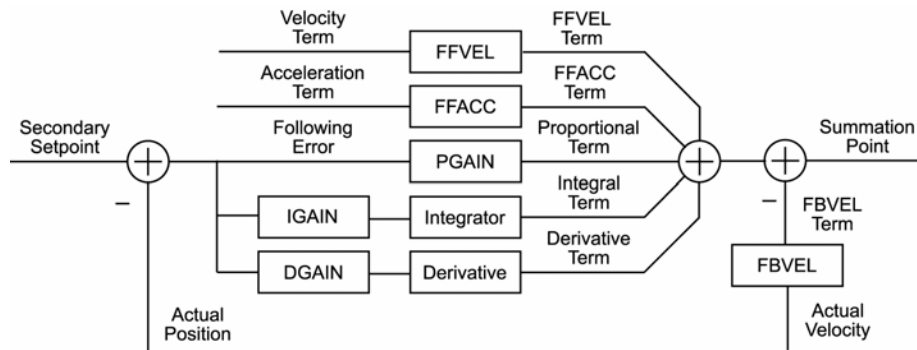 Velocity
Term
FFVEL
FFVEL
Term
Acceleration
Term
FFACC
FFACC
Term
Secondary
Setpoint
Following
Error
PGAIN
Proportional
Term
Summation
Point
IGAIN
Integrator
Integral
Term
FBVEL
Term
DGAIN
Derivative
Derivative
Term
FBVEL
Actual
Position
Actual
Velocity